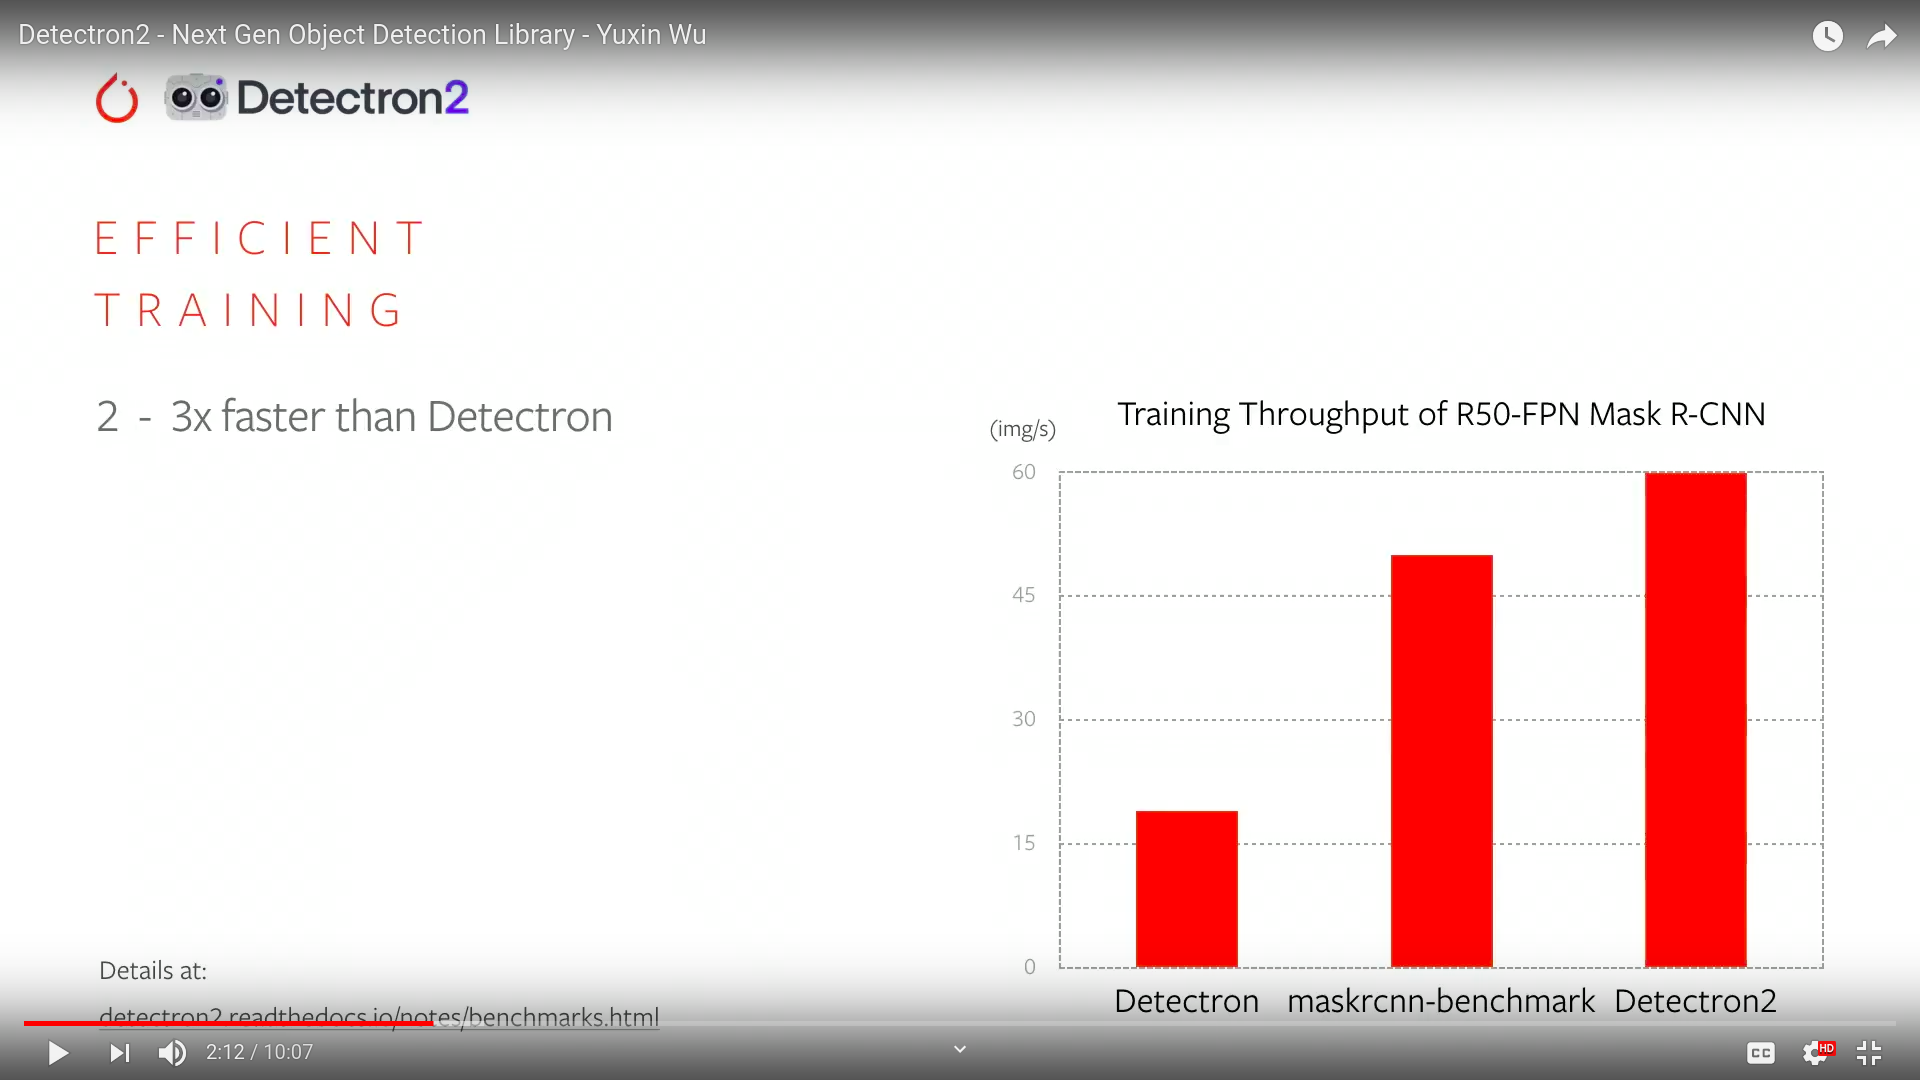 Detectron2 - Next Gen Object Detection Library - Yuxin Wu
Detectron2
EFFICIENT
TRAINING
2 - 3x faster than Detectron
Training Throughput of R50-FPN Mask R-CNN
(img/s)
60
45
30
15
0
Detectron maskrcnn-benchmark Detectron2
Details at:
detectron2.readthedocs.io/notes/benchmarks.html
2:12 / 10:07
CC
HD